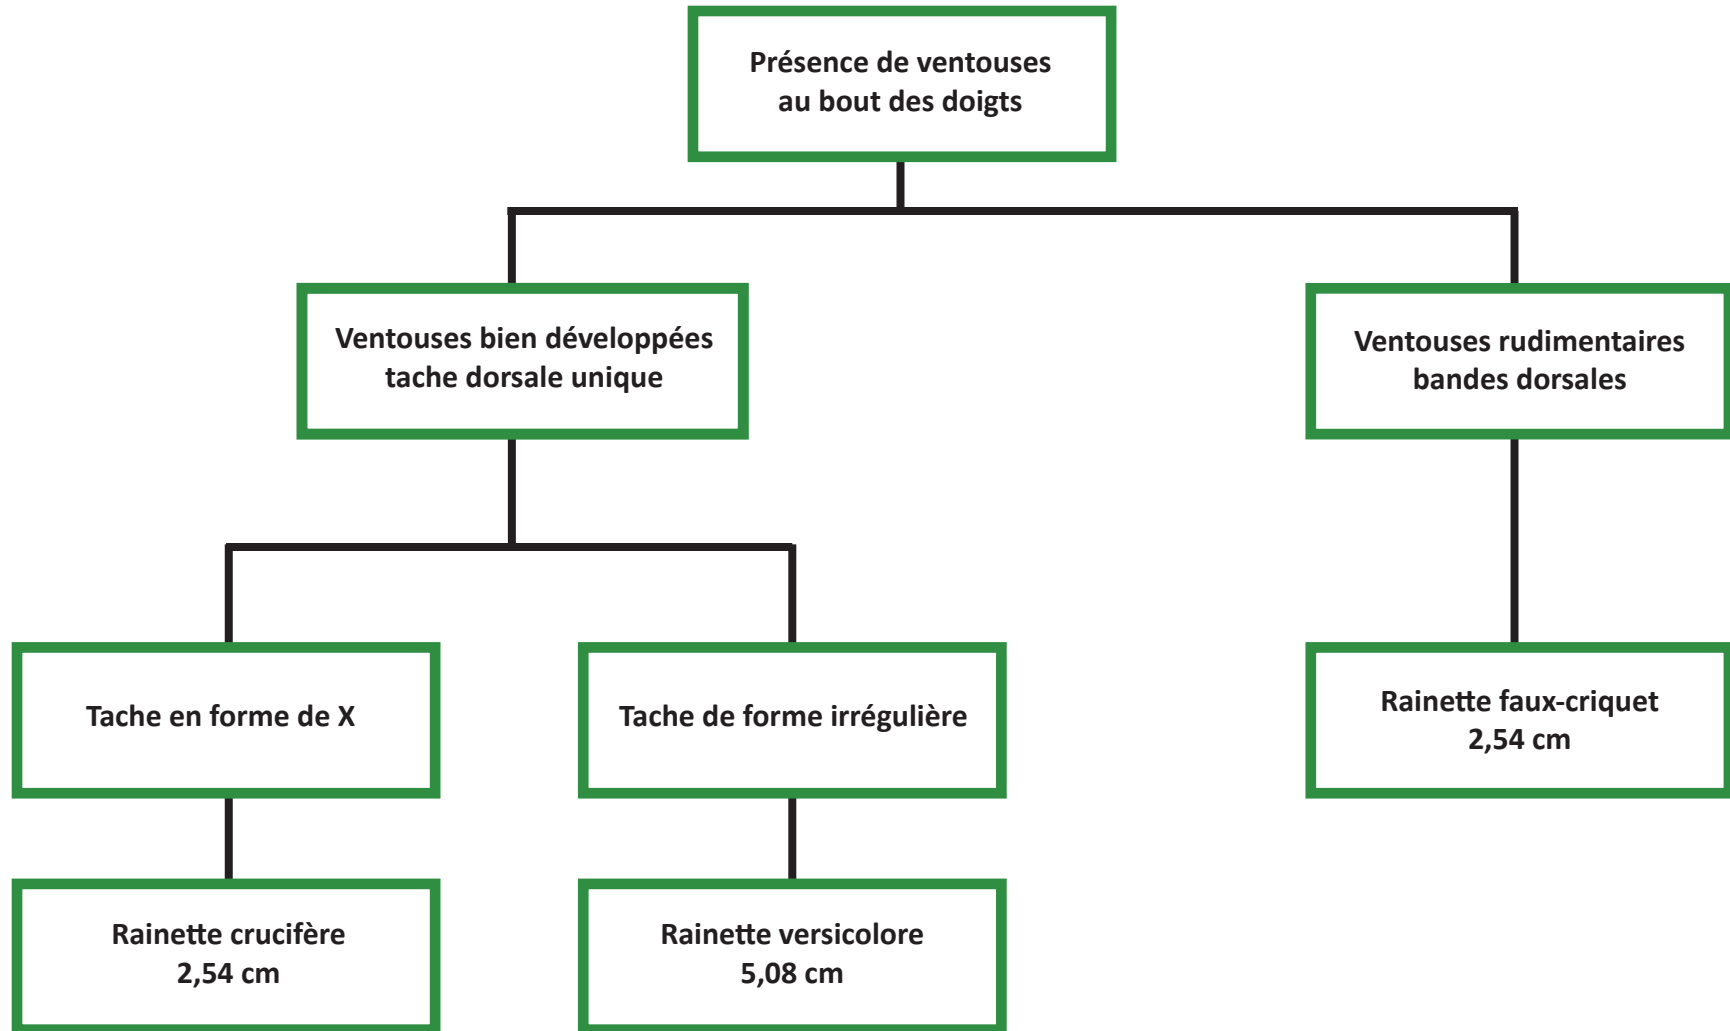 Présence de ventouses
au bout des doigts
Ventouses bien développées
tache dorsale unique
Ventouses rudimentaires
bandes dorsales
Tache en forme de X
Tache de forme irrégulière
Rainette faux-criquet
2,54 cm
Rainette crucifère
2,54 cm
Rainette versicolore
5,08 cm